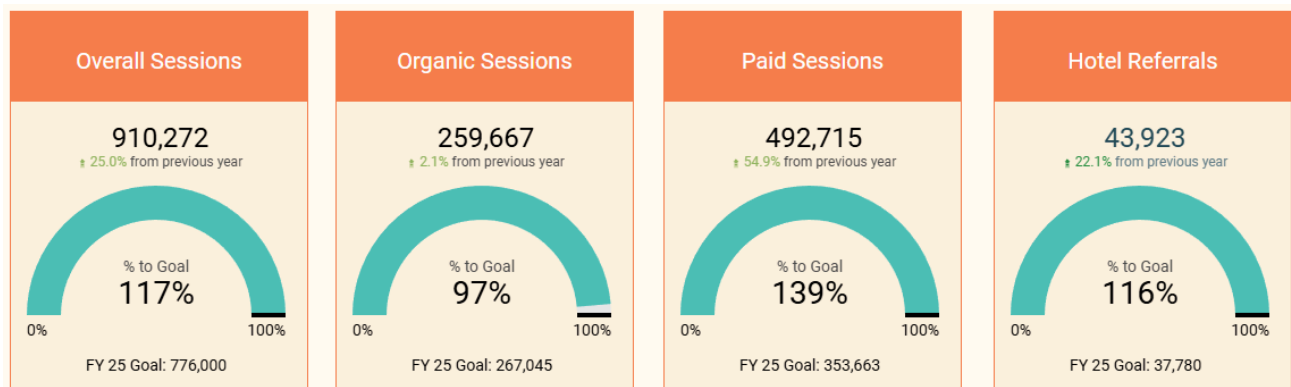 Overall Sessions
910,272
25.0% from previous year
% to Goal
117%
0% 100%
FY 25 Goal: 776,000
Organic Sessions
259,667
2.1% from previous year
% to Goal
97%
0% 100%
FY 25 Goal: 267,045
Paid Sessions
492,715
54.9% from previous year
% to Goal
139%
0% 100%
FY 25 Goal: 353,663
Hotel Referrals
43,923
22.1% from previous year
% to Goal
116%
0% 100%
FY 25 Goal: 37,780